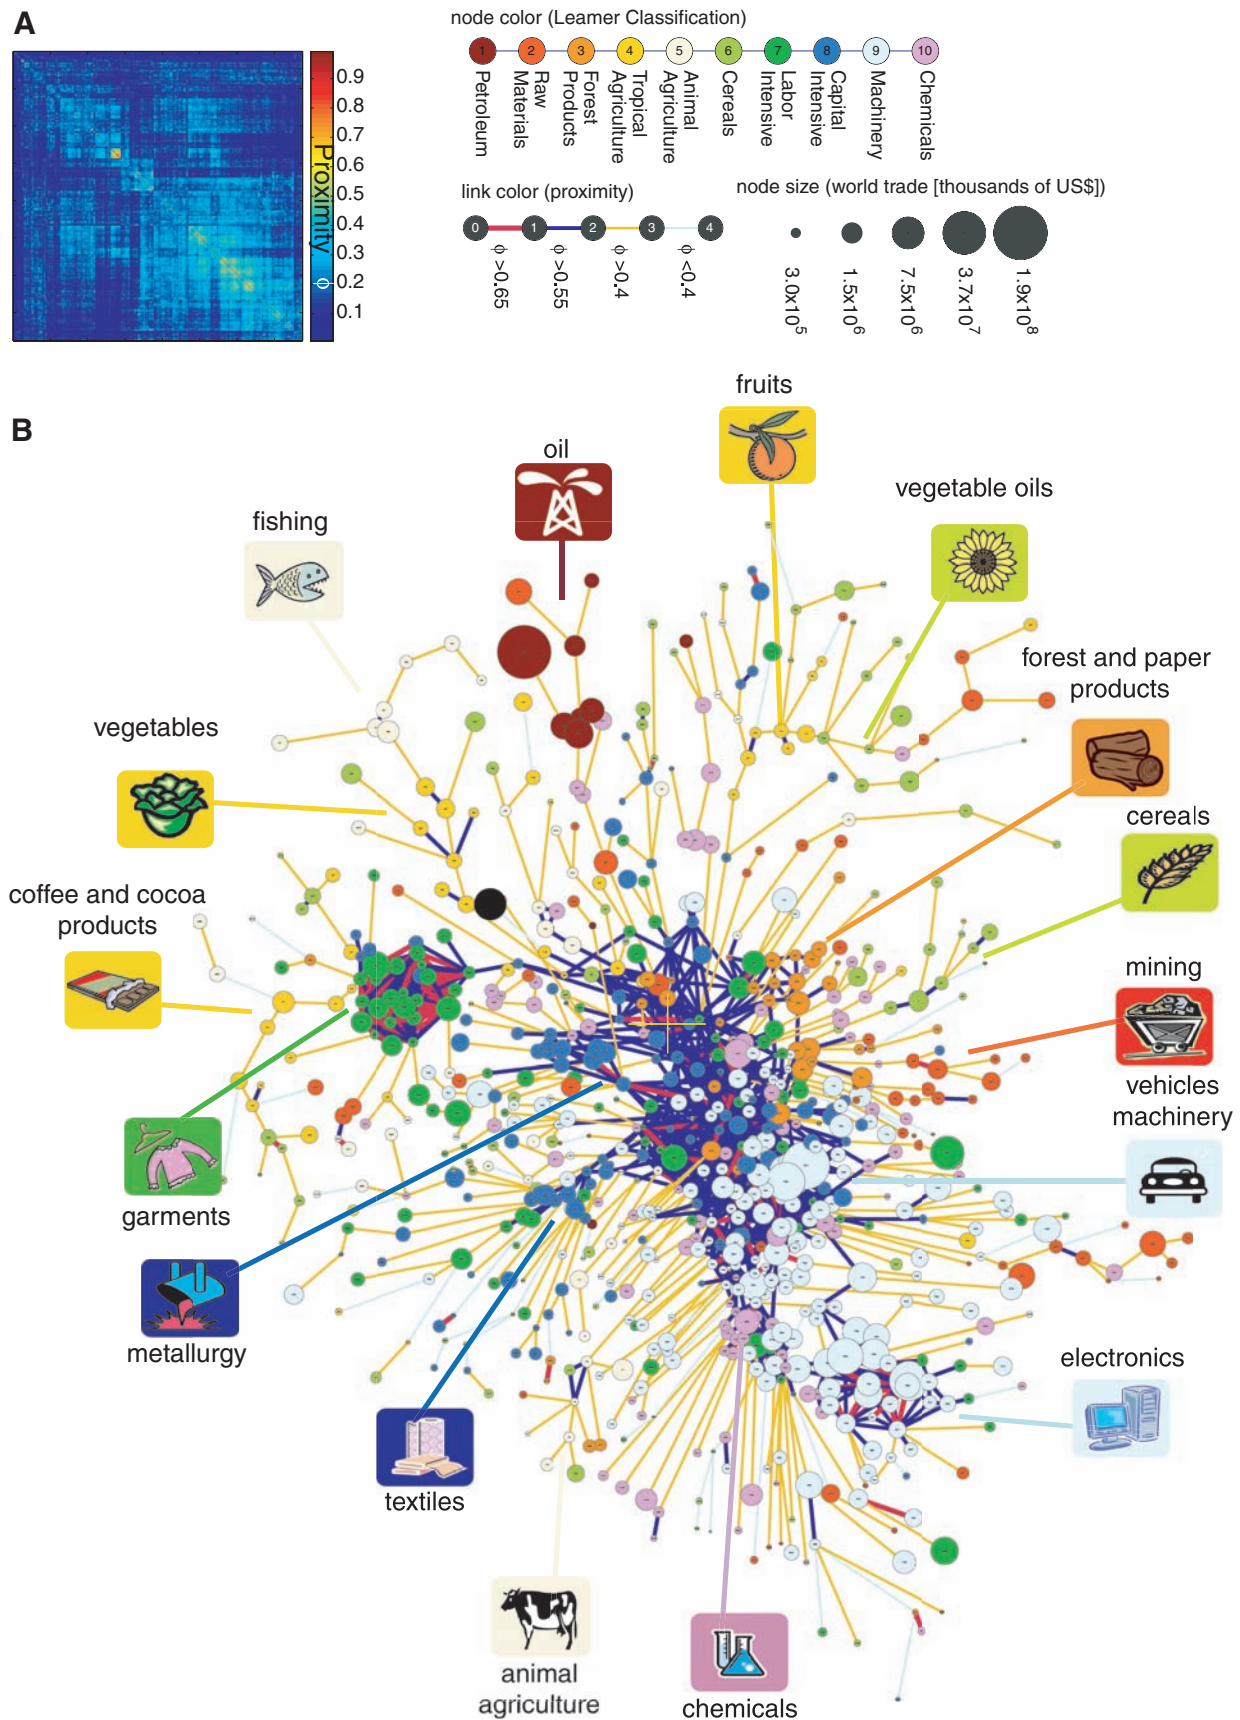 A
0.9
0.8
0.7
0.6
0.5
0.4
0.3
0.2
0.1
Proximity ϕ
node color (Leamer Classification)
1 2 3 4 5 6 7 8 9 10
Petroleum
Raw
Materials
Forest
Products
Tropical
Agriculture
Animal
Agriculture
Cereals
Labor
Intensive
Capital
Intensive
Machinery
Chemicals
link color (proximity)
0 1 2 3 4
ϕ >0.65
ϕ >0.55
ϕ >0.4
ϕ <0.4
node size (world trade [thousands of US$])
3.0x10⁵
1.5x10⁶
7.5x10⁶
3.7x10⁷
1.9x10⁸
B
fruits
oil
vegetable oils
fishing
forest and paper
products
vegetables
cereals
coffee and cocoa
products
mining
vehicles
machinery
garments
metallurgy
electronics
textiles
animal
agriculture
chemicals